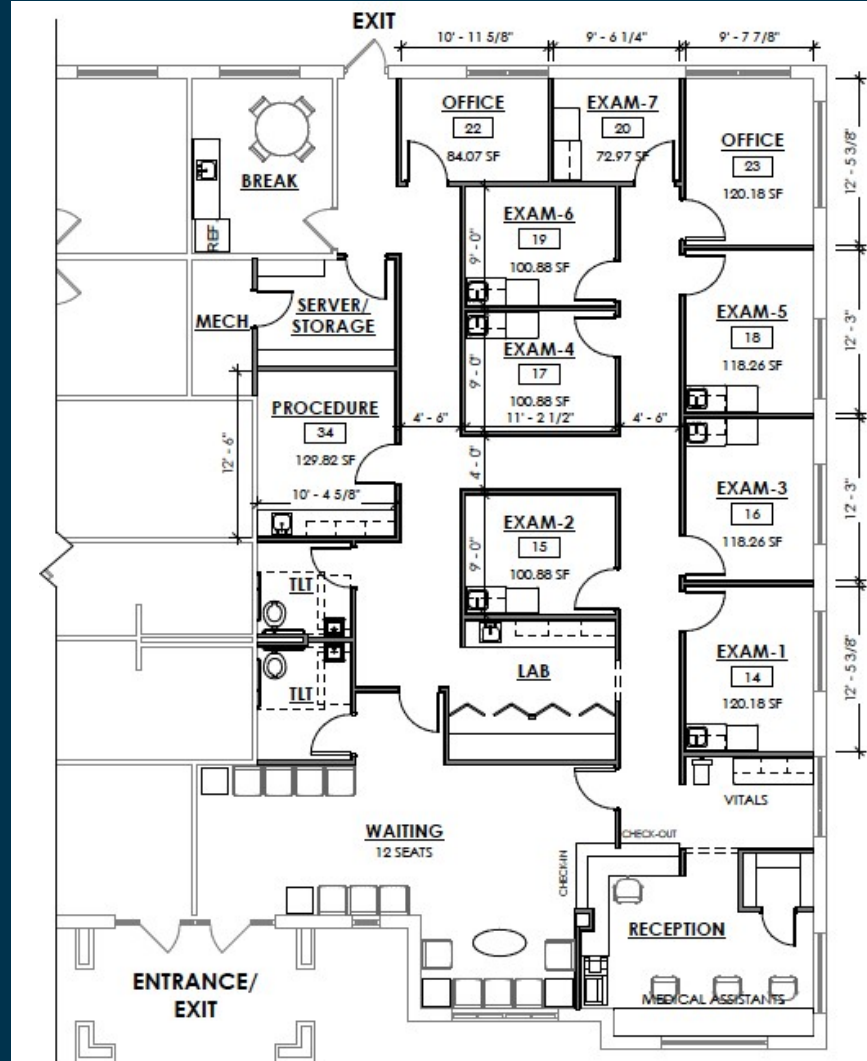 EXIT
10' - 11 5/8"
9' - 6 1/4"
9' - 7 7/8"
OFFICE
22
84.07 SF
EXAM-7
20
72.97 SF
OFFICE
23
120.18 SF
12' - 5 3/8"
BREAK
REF.
EXAM-6
19
100.88 SF
9' - 0"
MECH
SERVER/
STORAGE
EXAM-4
17
100.88 SF
9' - 0"
EXAM-5
18
118.26 SF
12' - 3"
PROCEDURE
34
129.82 SF
12' - 6"
10' - 4 5/8"
4' - 6"
11' - 2 1/2"
4' - 6"
4' - 0"
EXAM-3
16
118.26 SF
12' - 3"
EXAM-2
15
100.88 SF
9' - 0"
TLT
TLT
LAB
EXAM-1
14
120.18 SF
12' - 5 3/8"
VITALS
WAITING
12 SEATS
CHECK-OUT
CHECK-IN
RECEPTION
MEDICAL ASSISTANTS
ENTRANCE/
EXIT